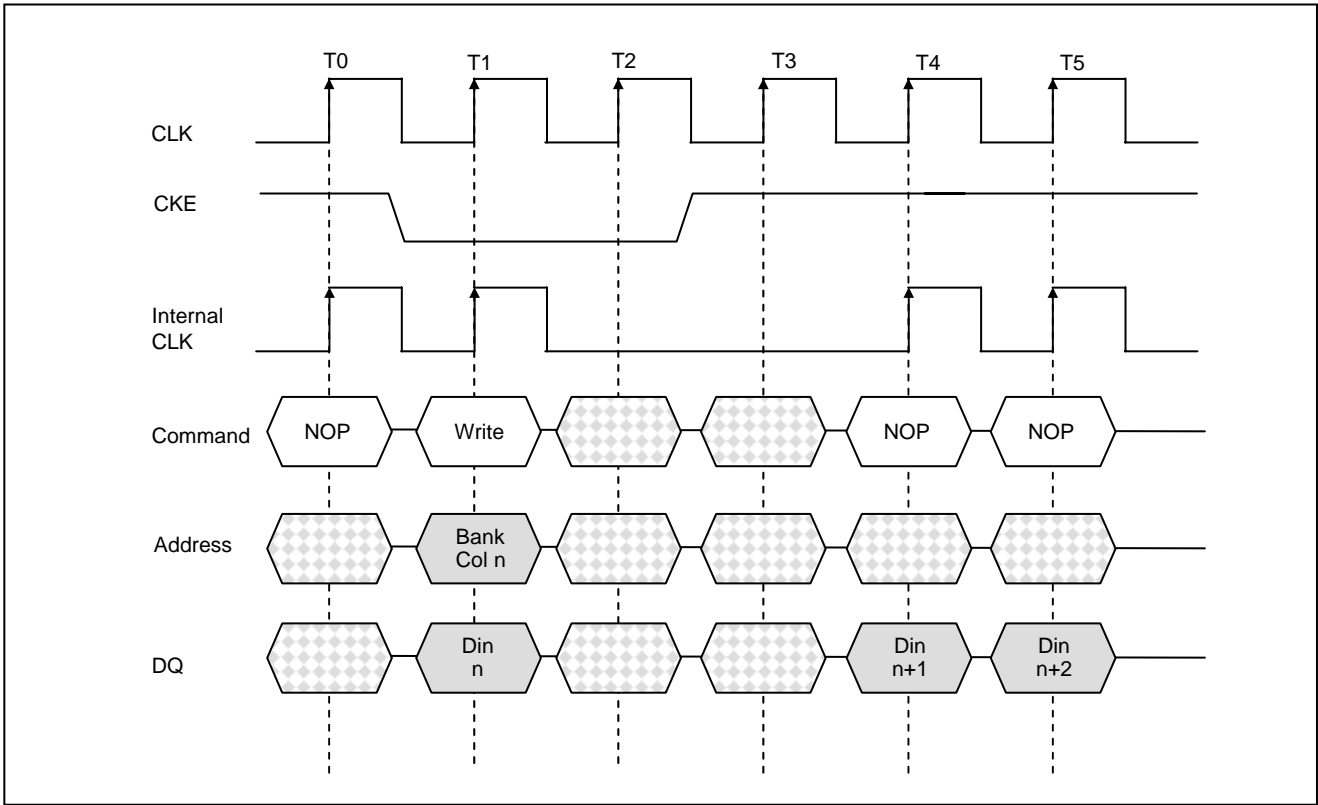 T0 T1 T2 T3 T4 T5
CLK
CKE
Internal
CLK
Command NOP Write NOP NOP
Address Bank
Col n
DQ Din
n Din
n+1 Din
n+2